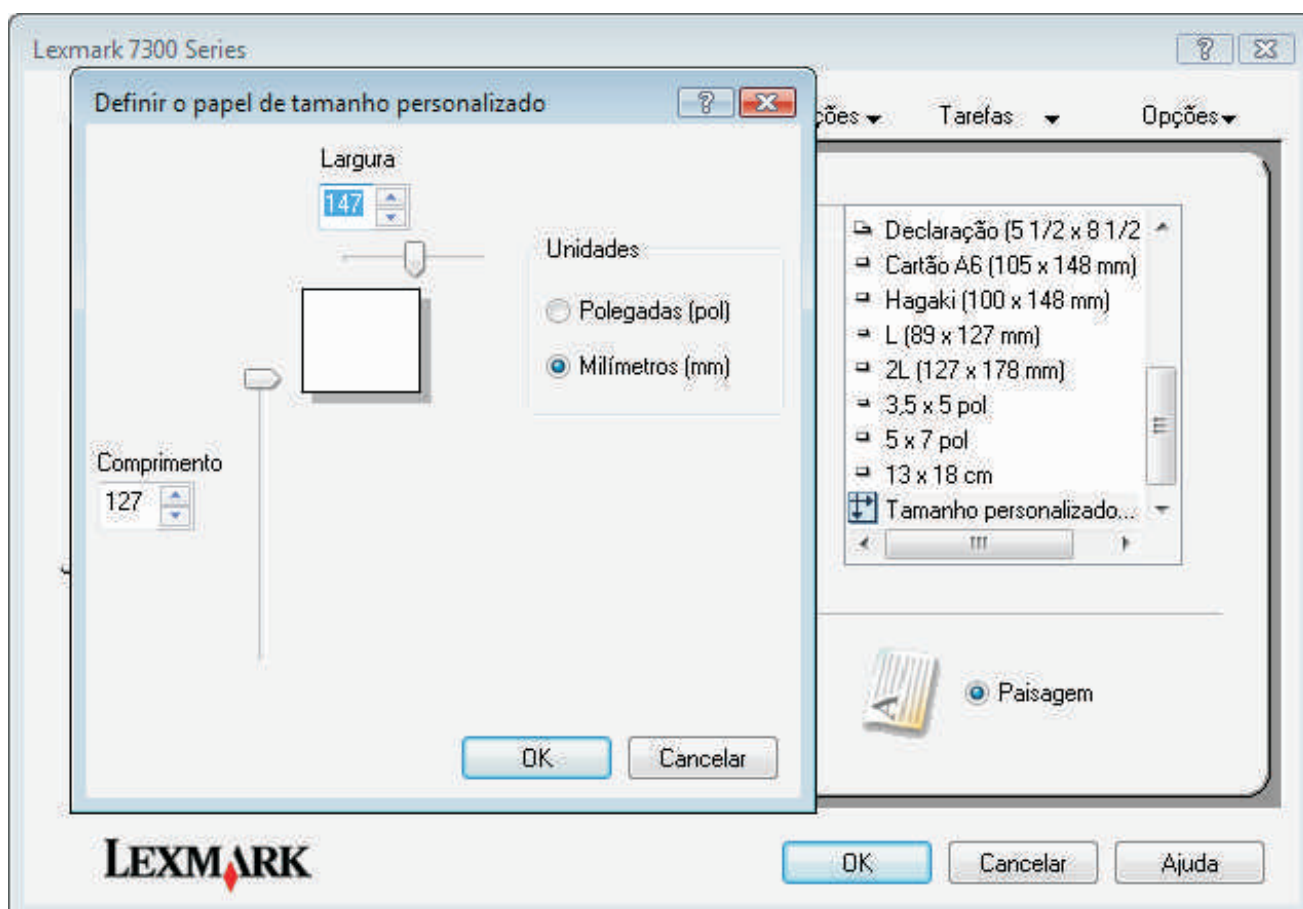 Lexmark 7300 Series
Definir o papel de tamanho personalizado
ções
Tarefas
Opções
Largura
147
Unidades
Polegadas (pol)
Milímetros (mm)
Comprimento
127
OK
Cancelar
Declaração (5 1/2 x 8 1/2
Cartão A6 (105 x 148 mm)
Hagaki (100 x 148 mm)
L (89 x 127 mm)
2L (127 x 178 mm)
3,5 x 5 pol
5 x 7 pol
13 x 18 cm
Tamanho personalizado...
Paisagem
LEXMARK
OK
Cancelar
Ajuda